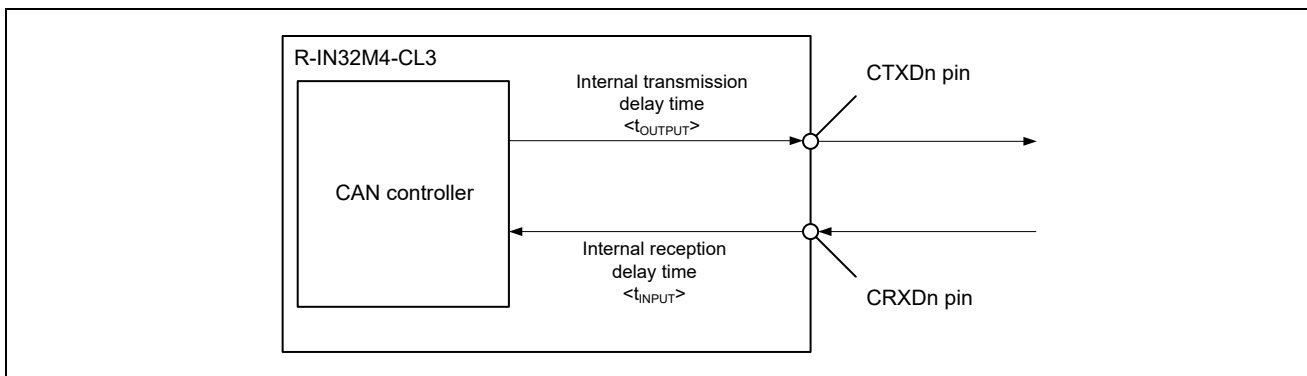 R-IN32M4-CL3
Internal transmission
delay time
<tOUTPUT>
CTXDn pin
CAN controller
Internal reception
delay time
<tINPUT>
CRXDn pin